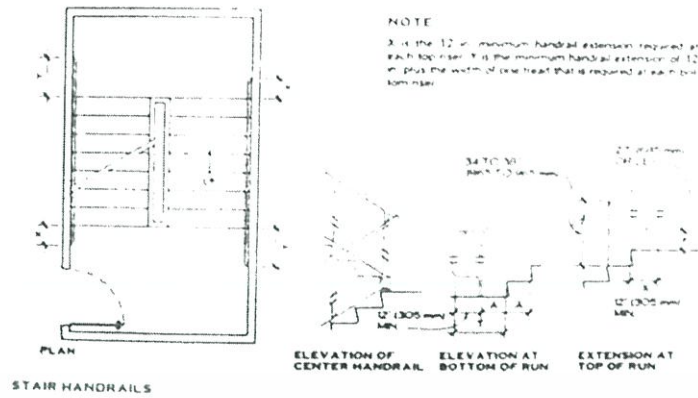 NOTE
X is the 12 in. minimum handrail extension required at
each top riser. Y is the minimum handrail extension of 12
in. plus the width of one tread that is required at each bot-
tom riser
34 TO 38
12" (305 mm)
MIN.
12" (305 mm)
MIN.
X
A
A
PLAN
ELEVATION OF
CENTER HANDRAIL
ELEVATION AT
BOTTOM OF RUN
EXTENSION AT
TOP OF RUN
STAIR HANDRAILS